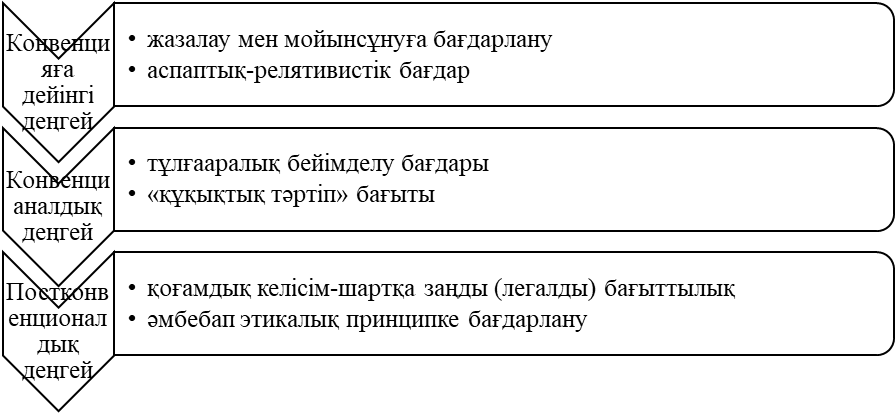 Конвенци
яға
дейінгі
деңгей
• жазалау мен мойынсұнуға бағдарлану
• аспаптық-релятивистік бағдар
Конвенци
аналдық
деңгей
• тұлғааралық бейімделу бағдары
• «құқықтық тәртіп» бағыты
Постконв
енционал
дық
деңгей
• қоғамдық келісім-шартқа заңды (легалды) бағыттылық
• әмбебап этикалық принципке бағдарлану